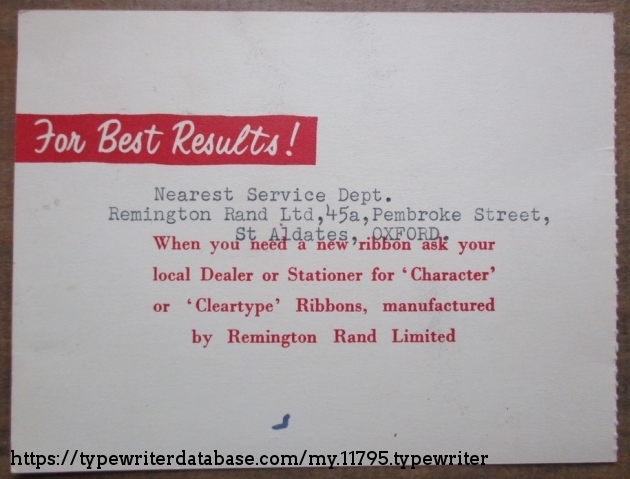 For Best Results!
Nearest Service Dept.
Remington Rand Ltd,45a,Pembroke Street,
St Aldates, OXFORD.
When you need a new ribbon ask your
local Dealer or Stationer for ‘Character’
or ‘Cleartype’ Ribbons, manufactured
by Remington Rand Limited
https://typewriterdatabase.com/my.11795.typewriter